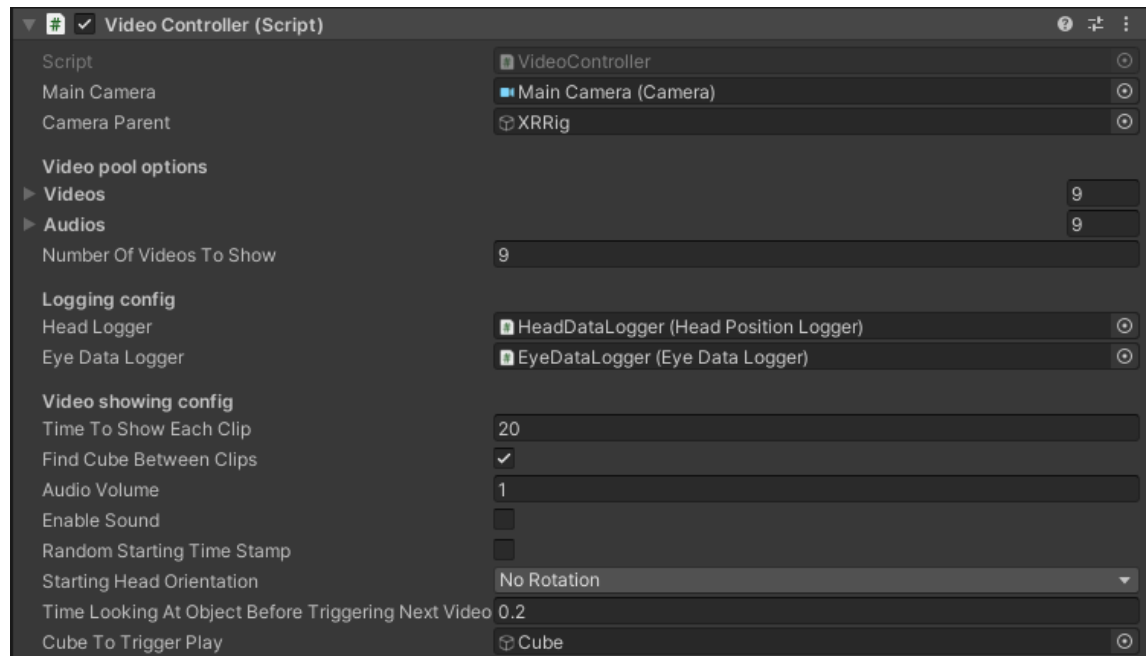 Video Controller (Script)
Script VideoController
Main Camera Main Camera (Camera)
Camera Parent XRRig
Video pool options
Videos 9
Audios 9
Number Of Videos To Show 9
Logging config
Head Logger HeadDataLogger (Head Position Logger)
Eye Data Logger EyeDataLogger (Eye Data Logger)
Video showing config
Time To Show Each Clip 20
Find Cube Between Clips
Audio Volume 1
Enable Sound
Random Starting Time Stamp
Starting Head Orientation No Rotation
Time Looking At Object Before Triggering Next Video 0.2
Cube To Trigger Play Cube